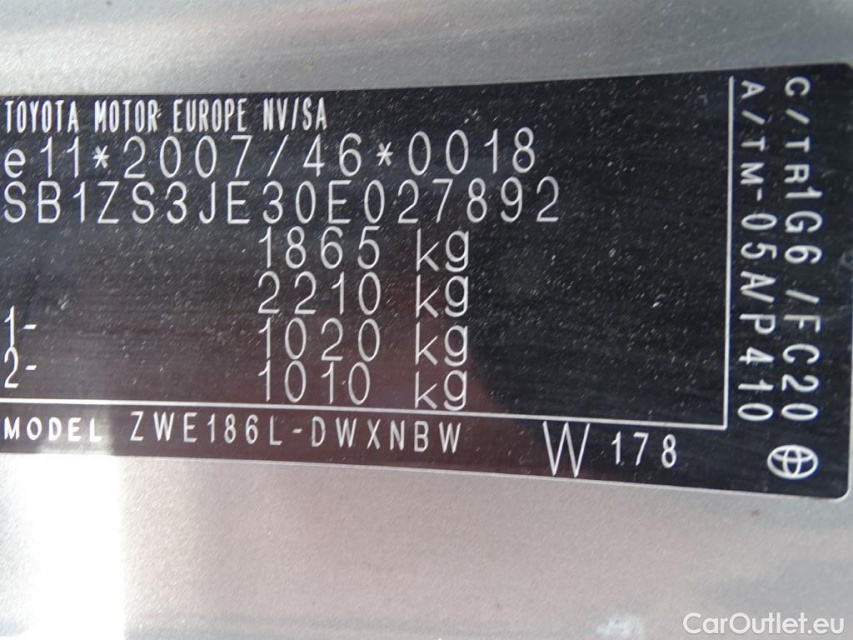 TOYOTA MOTOR EUROPE NV/SA
e11*2007/46*0018
SB1ZS3JE30E027892
1865 kg
2210 kg
1- 1020 kg
2- 1010 kg
MODEL ZWE186L-DWXNBW W178
C/TR1G6 /FC20
A/TM-05A/P410
CarOutlet.eu